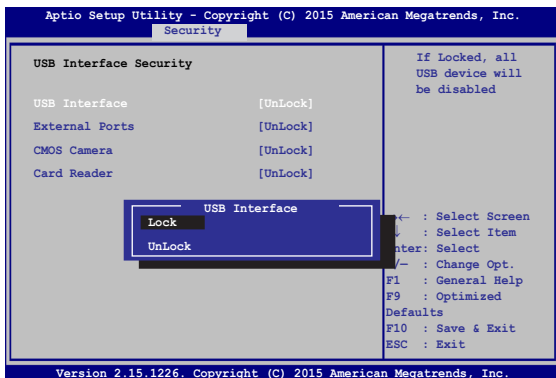 Aptio Setup Utility - Copyright (C) 2015 American Megatrends, Inc.
Security
USB Interface Security
USB Interface [UnLock]
External Ports [UnLock]
CMOS Camera [UnLock]
Card Reader [UnLock]
If Locked, all
USB device will
be disabled
USB Interface
Lock
UnLock
← : Select Screen
↓ : Select Item
nter: Select
/— : Change Opt.
F1 : General Help
F9 : Optimized
Defaults
F10 : Save & Exit
ESC : Exit
Version 2.15.1226. Copyright (C) 2015 American Megatrends, Inc.